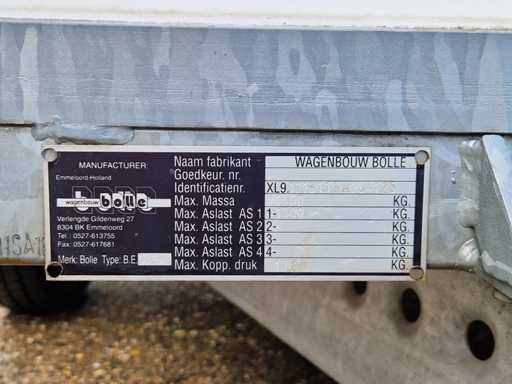 MANUFACTURER:
Emmeloord-Holland
wagenbouw bolle
Verlengde Gildenweg 27
8304 BK Emmeloord
Tel.: 0527-613755
Fax: 0527-617681
Merk: Bolle Type: B.E
Naam fabrikant WAGENBOUW BOLLE
Goedkeur. nr.
Identificatienr. XL9.
Max. Massa KG.
Max. Aslast AS 1 1- KG.
Max. Aslast AS 2 2- KG.
Max. Aslast AS 3 3- KG.
Max. Aslast AS 4 4- KG.
Max. Kopp. druk KG.